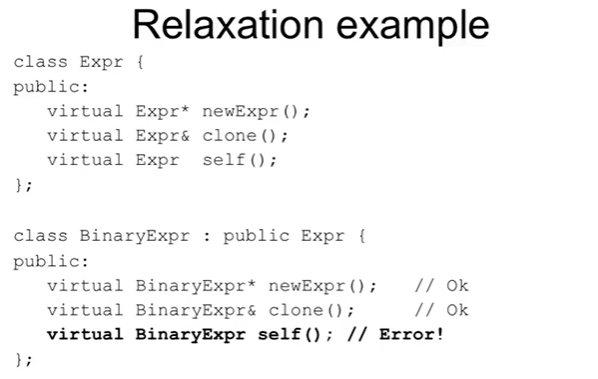 Relaxation example
class Expr {
public:
   virtual Expr* newExpr();
   virtual Expr& clone();
   virtual Expr  self();
};

class BinaryExpr : public Expr {
public:
   virtual BinaryExpr* newExpr();   // Ok
   virtual BinaryExpr& clone();     // Ok
   virtual BinaryExpr self(); // Error!
};